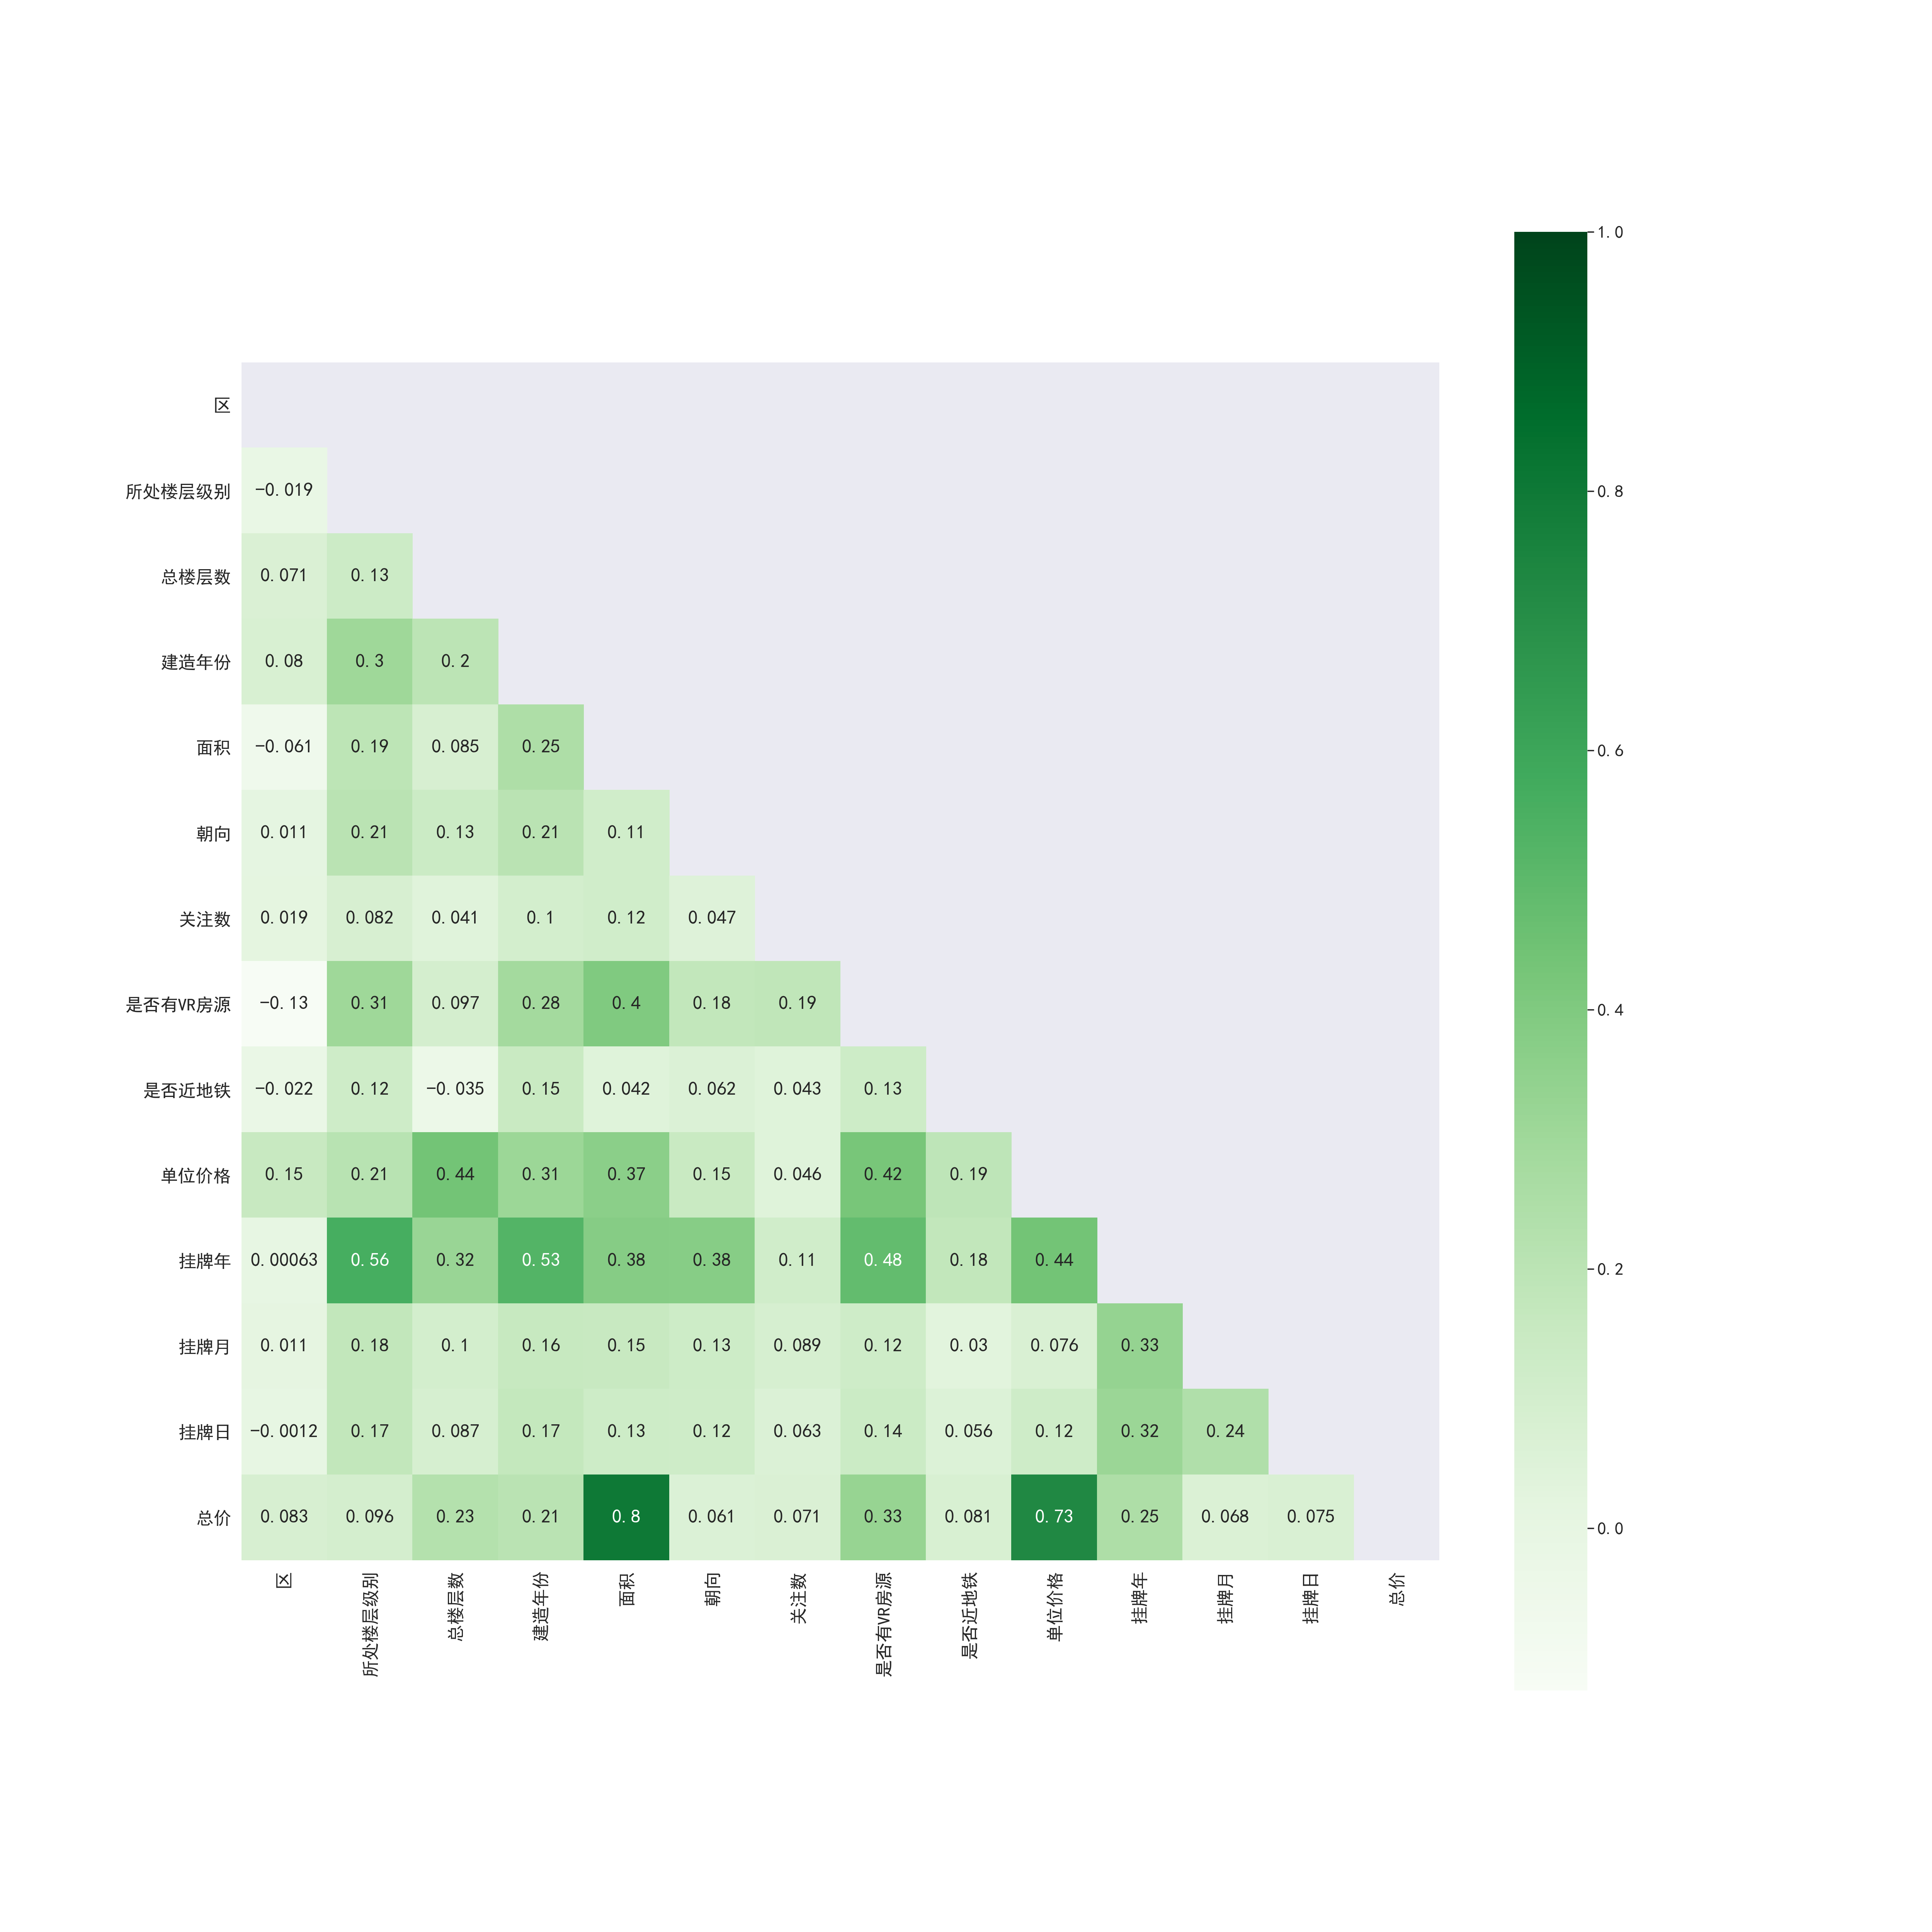 1.0
区
所处楼层级别 −0.019
0.8
总楼层数 0.071 0.13
建造年份 0.08 0.3 0.2
面积 −0.061 0.19 0.085 0.25
0.6
朝向 0.011 0.21 0.13 0.21 0.11
关注数 0.019 0.082 0.041 0.1 0.12 0.047
是否有VR房源 −0.13 0.31 0.097 0.28 0.4 0.18 0.19
0.4
是否近地铁 −0.022 0.12 −0.035 0.15 0.042 0.062 0.043 0.13
单位价格 0.15 0.21 0.44 0.31 0.37 0.15 0.046 0.42 0.19
挂牌年 0.00063 0.56 0.32 0.53 0.38 0.38 0.11 0.48 0.18 0.44
0.2
挂牌月 0.011 0.18 0.1 0.16 0.15 0.13 0.089 0.12 0.03 0.076 0.33
挂牌日 −0.0012 0.17 0.087 0.17 0.13 0.12 0.063 0.14 0.056 0.12 0.32 0.24
总价 0.083 0.096 0.23 0.21 0.8 0.061 0.071 0.33 0.081 0.73 0.25 0.068 0.075
0.0
区 所处楼层级别 总楼层数 建造年份 面积 朝向 关注数 是否有VR房源 是否近地铁 单位价格 挂牌年 挂牌月 挂牌日 总价